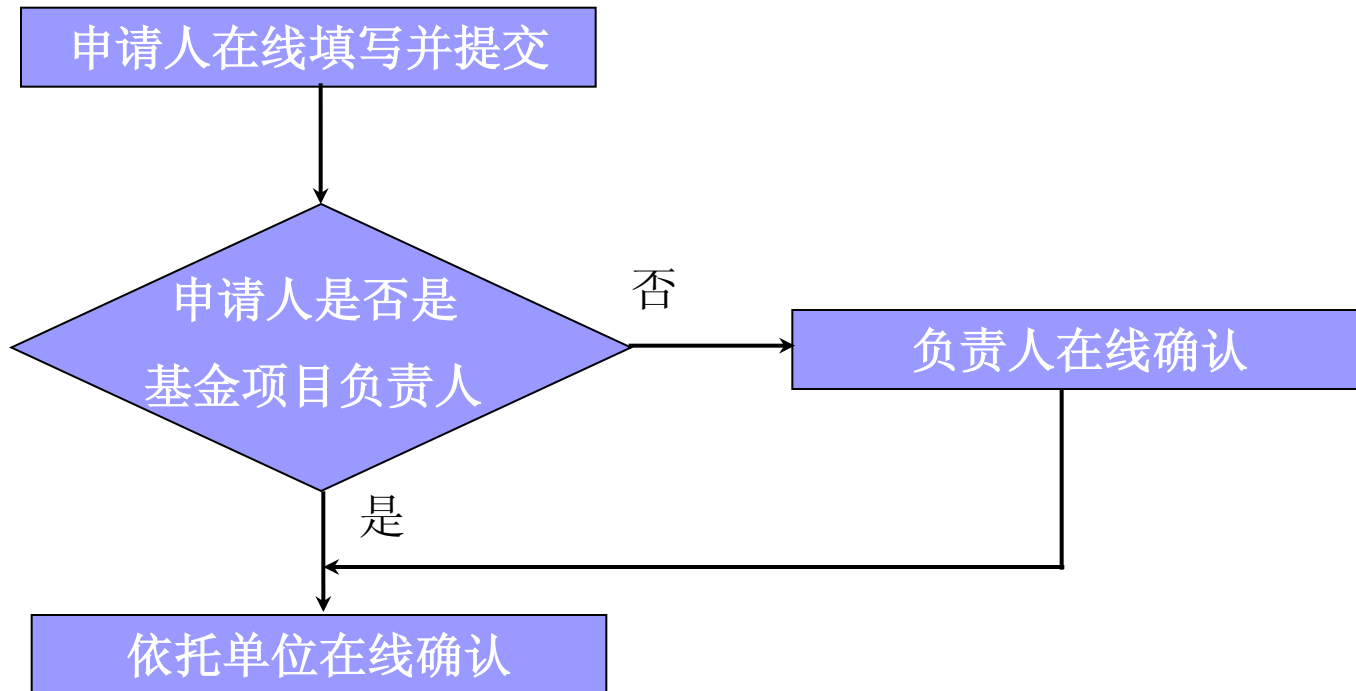 申请人在线填写并提交
申请人是否是
基金项目负责人
否
负责人在线确认
是
依托单位在线确认